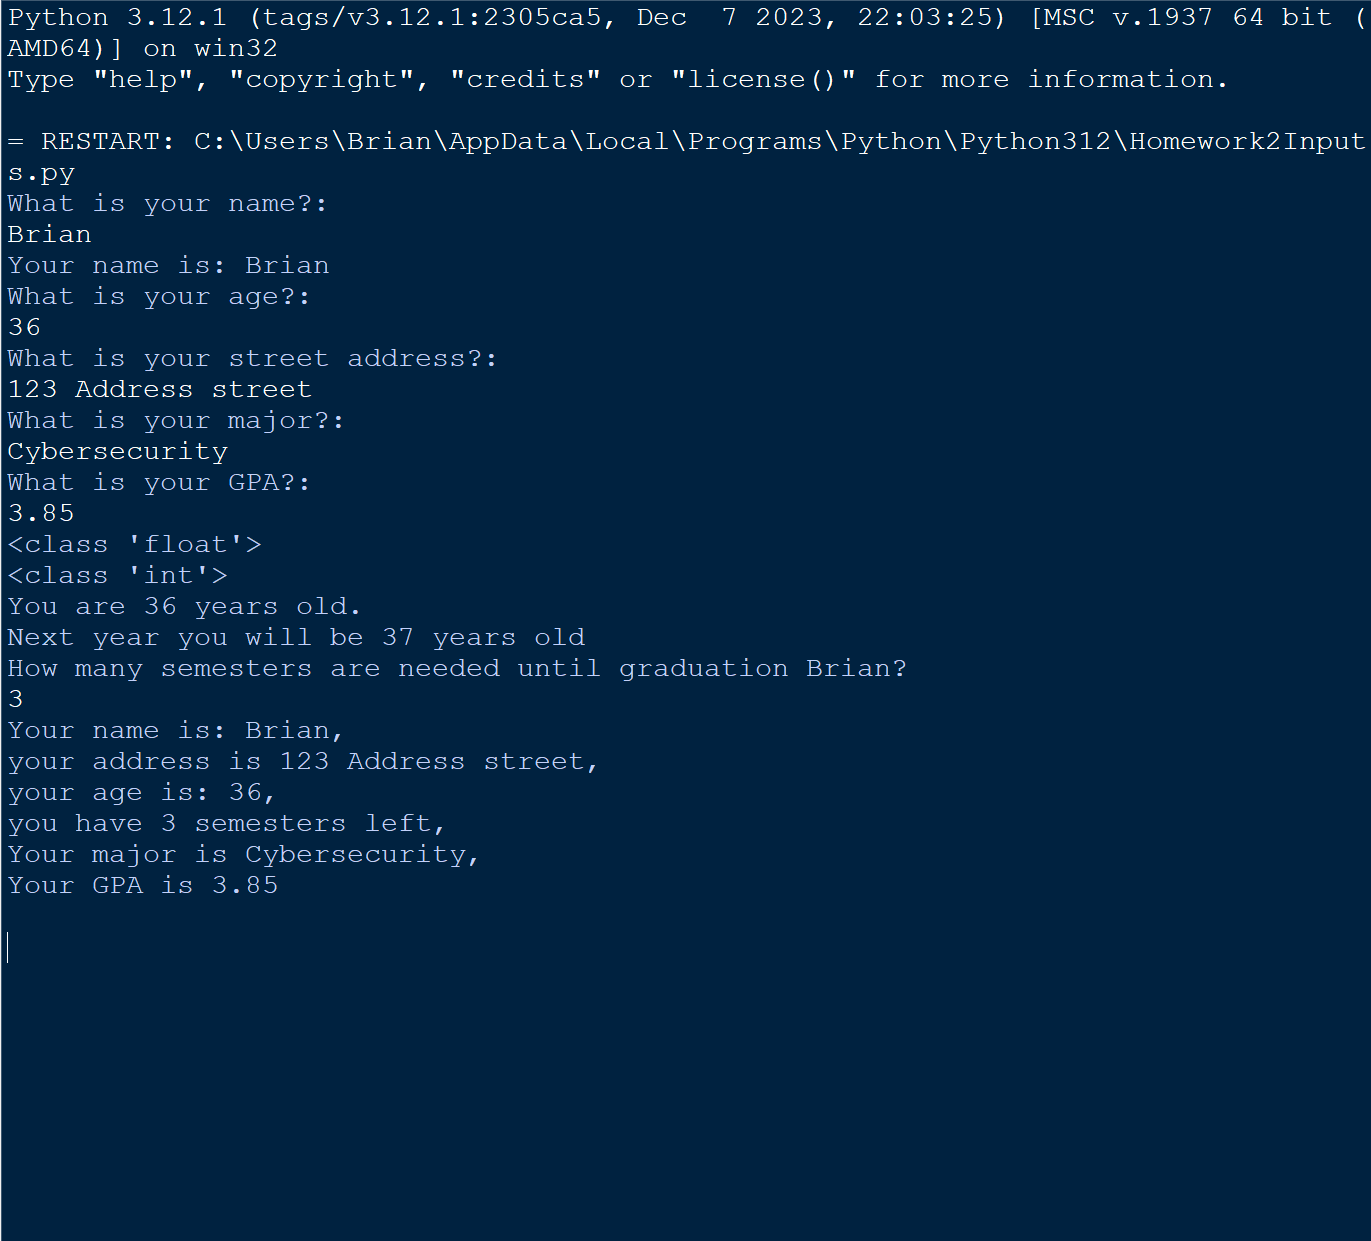 Python 3.12.1 (tags/v3.12.1:2305ca5, Dec  7 2023, 22:03:25) [MSC v.1937 64 bit (
AMD64)] on win32
Type "help", "copyright", "credits" or "license()" for more information.
= RESTART: C:\Users\Brian\AppData\Local\Programs\Python\Python312\Homework2Input
s.py
What is your name?:
Brian
Your name is: Brian
What is your age?:
36
What is your street address?:
123 Address street
What is your major?:
Cybersecurity
What is your GPA?:
3.85
<class 'float'>
<class 'int'>
You are 36 years old.
Next year you will be 37 years old
How many semesters are needed until graduation Brian?
3
Your name is: Brian,
your address is 123 Address street,
your age is: 36,
you have 3 semesters left,
Your major is Cybersecurity,
Your GPA is 3.85